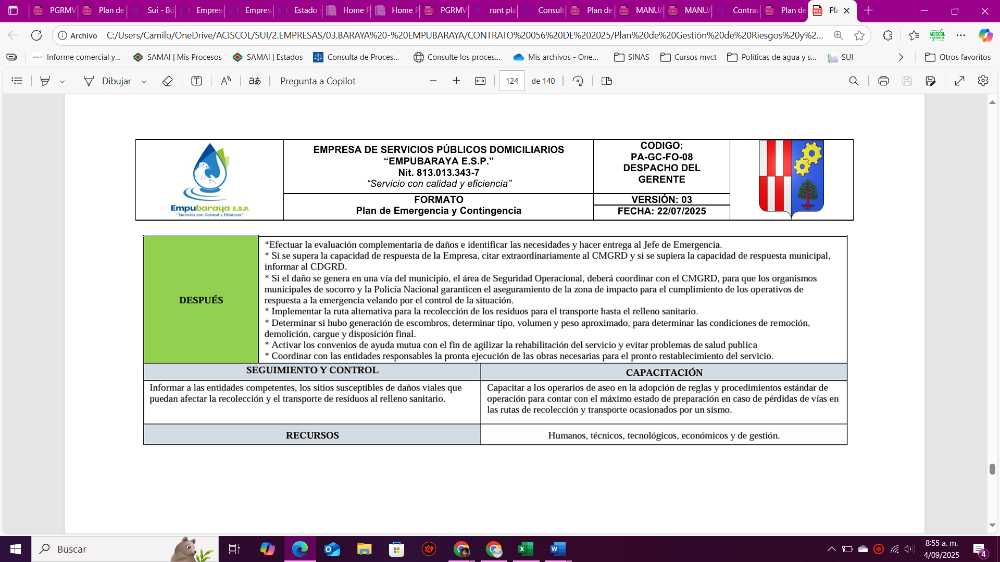 PGRMV
Plan de
Sui - Bú
Empres
Empres
Estado
Home P
Home P
PGRMV
runt pla
Consult
Plan de
MANUA
MANUA
Contrav
Plan de
Pla
Archivo
C:/Users/Camilo/OneDrive/ACISCOL/SUI/2.EMPRESAS/03.BARAYA%20-%20EMPUBARAYA/CONTRATO%20056%20DE%202025/Plan%20de%20Gestión%20de%20Riesgos%20y%2...
Informe comercial y...
SAMAI | Mis Procesos
SAMAI | Estados
Consulta de Proces...
Consulte los proces...
Mis archivos - One...
SINAS
Cursos mvct
Politicas de agua y s...
SUI
Otros favoritos
Dibujar
Pregunta a Copilot
124 de 140
Empubaraya E.S.P.
"Servicios con Calidad y Eficiencia"
EMPRESA DE SERVICIOS PÚBLICOS DOMICILIARIOS
“EMPUBARAYA E.S.P.”
Nit. 813.013.343-7
“Servicio con calidad y eficiencia”
FORMATO
Plan de Emergencia y Contingencia
CODIGO:
PA-GC-FO-08
DESPACHO DEL
GERENTE
VERSIÓN: 03
FECHA: 22/07/2025
DESPUÉS
*Efectuar la evaluación complementaria de daños e identificar las necesidades y hacer entrega al Jefe de Emergencia.
* Si se supera la capacidad de respuesta de la Empresa, citar extraordinariamente al CMGRD y si se supiera la capacidad de respuesta municipal,
informar al CDGRD.
* Si el daño se genera en una vía del municipio, el área de Seguridad Operacional, deberá coordinar con el CMGRD, para que los organismos
municipales de socorro y la Policía Nacional garanticen el aseguramiento de la zona de impacto para el cumplimiento de los operativos de
respuesta a la emergencia velando por el control de la situación.
* Implementar la ruta alternativa para la recolección de los residuos para el transporte hasta el relleno sanitario.
* Determinar si hubo generación de escombros, determinar tipo, volumen y peso aproximado, para determinar las condiciones de remoción,
demolición, cargue y disposición final.
* Activar los convenios de ayuda mutua con el fin de agilizar la rehabilitación del servicio y evitar problemas de salud publica
* Coordinar con las entidades responsables la pronta ejecución de las obras necesarias para el pronto restablecimiento del servicio.
SEGUIMIENTO Y CONTROL
CAPACITACIÓN
Informar a las entidades competentes, los sitios susceptibles de daños viales que
puedan afectar la recolección y el transporte de residuos al relleno sanitario.
Capacitar a los operarios de aseo en la adopción de reglas y procedimientos estándar de
operación para contar con el máximo estado de preparación en caso de pérdidas de vías en
las rutas de recolección y transporte ocasionados por un sismo.
RECURSOS
Humanos, técnicos, tecnológicos, económicos y de gestión.
Buscar
8:55 a. m.
4/09/2025
4